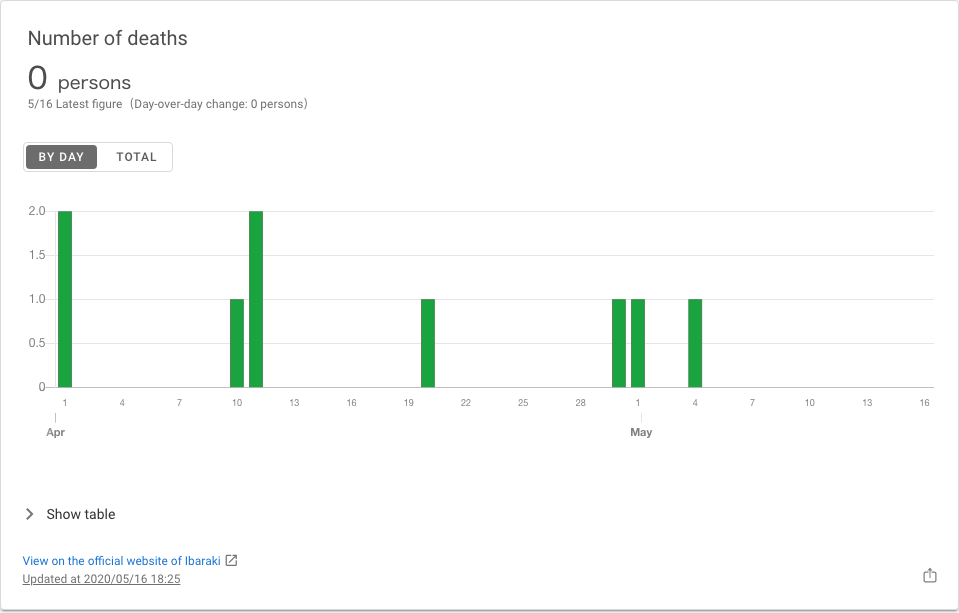 Number of deaths
0 persons
5/16 Latest figure（Day-over-day change: 0 persons）
BY DAY TOTAL
2.0
1.5
1.0
0.5
0
1 4 7 10 13 16 19 22 25 28 1 4 7 10 13 16
Apr May
Show table
View on the official website of Ibaraki
Updated at 2020/05/16 18:25